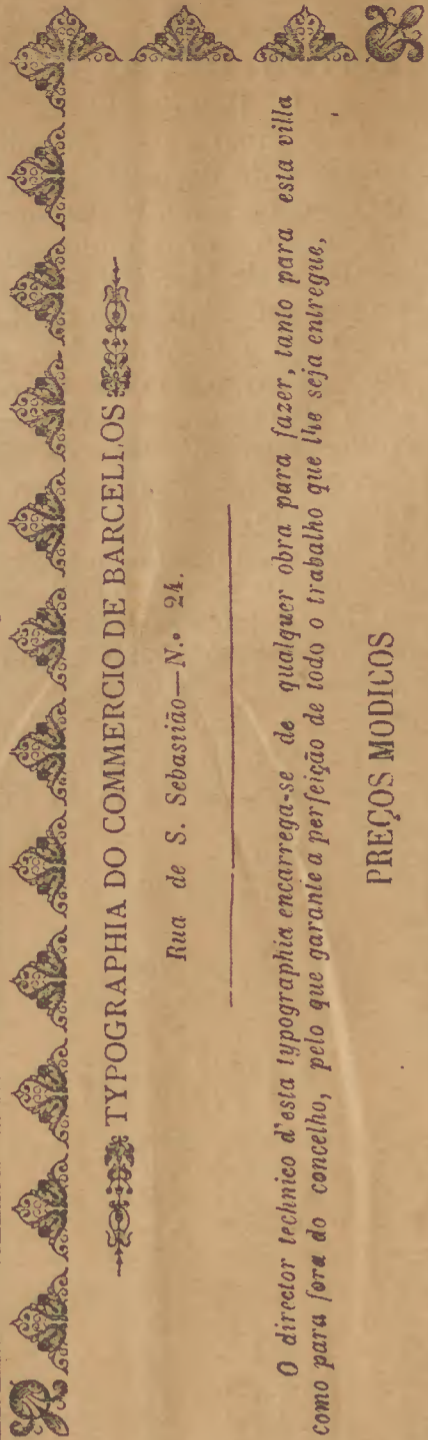 TYPOGRAPHIA DO COMMERCIO DE BARCELLOS
Rua de S. Sebastião—N.º 24.
O director technico d'esta typographia encarrega-se de qualquer obra para fazer, tanto para esta villa
como para fora do concelho, pelo que garante a perfeição de todo o trabalho que lhe seja entregue,
PREÇOS MODICOS